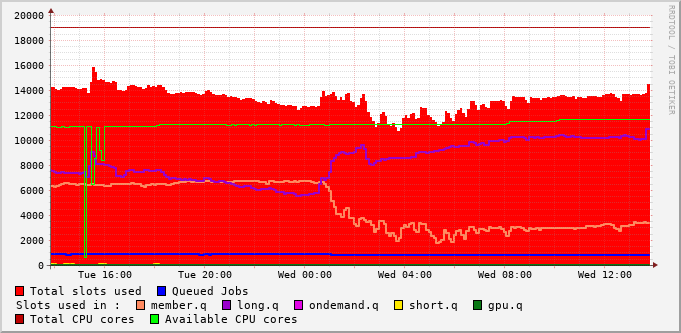 20000
18000
16000
14000
12000
10000
8000
6000
4000
2000
0
Tue 16:00 Tue 20:00 Wed 00:00 Wed 04:00 Wed 08:00 Wed 12:00
Total slots used Queued Jobs
Slots used in : member.q long.q ondemand.q short.q gpu.q
Total CPU cores Available CPU cores
RRDTOOL / TOBI OETIKER